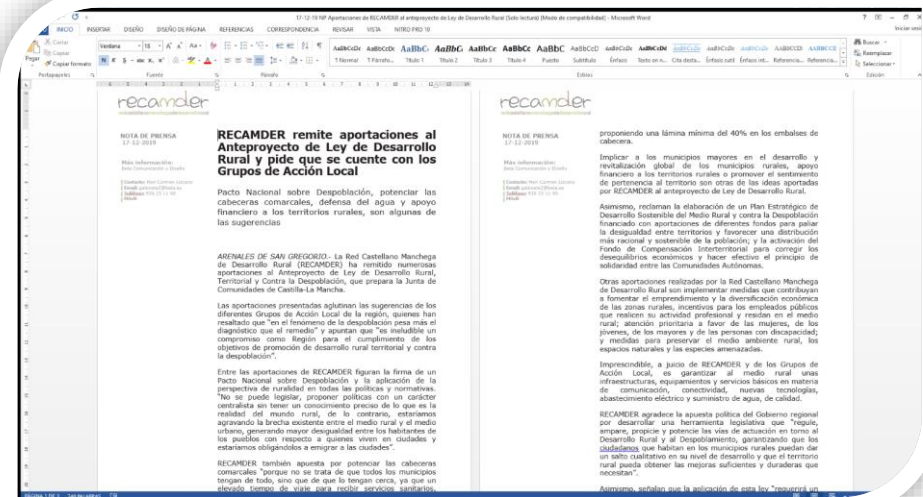 17-12-19 NP Aportaciones de RECAMDER al anteproyecto de Ley de Desarrollo Rural (Solo lectura) [Modo de compatibilidad] - Microsoft Word
INICIO INSERTAR DISEÑO DISEÑO DE PÁGINA REFERENCIAS CORRESPONDENCIA REVISAR VISTA NITRO PRO 10
Pegar
Cortar
Copiar
Copiar formato
Portapapeles
Verdana
18
Fuente
Párrafo
Estilos
Buscar
Reemplazar
Seleccionar
Edición
recamder
NOTA DE PRENSA
17-12-2019
Más información:
RECAMDER remite aportaciones al
Anteproyecto de Ley de Desarrollo
Rural y pide que se cuente con los
Grupos de Acción Local
Pacto Nacional sobre Despoblación, potenciar las
cabeceras comarcales, defensa del agua y apoyo
financiero a los territorios rurales, son algunas de
las sugerencias
ARENALES DE SAN GREGORIO.- La Red Castellano Manchega
de Desarrollo Rural (RECAMDER) ha remitido numerosas
aportaciones al Anteproyecto de Ley de Desarrollo Rural,
Territorial y Contra la Despoblación, que prepara la Junta de
Comunidades de Castilla-La Mancha.
Las aportaciones presentadas aglutinan las sugerencias de los
diferentes Grupos de Acción Local de la región, quienes han
resaltado que "en el fenómeno de la despoblación pesa más el
diagnóstico que el remedio" y apuntan que "es ineludible un
compromiso como Región para el cumplimiento de los
objetivos de promoción de desarrollo rural territorial y contra
la despoblación".
Entre las aportaciones de RECAMDER figuran la firma de un
Pacto Nacional sobre Despoblación y la aplicación de la
perspectiva de ruralidad en todas las políticas y normativas.
"No se puede legislar, proponer políticas con un carácter
centralista sin tener un conocimiento preciso de lo que es la
realidad del mundo rural, de lo contrario, estaríamos
agravando la brecha existente entre el medio rural y el medio
urbano, generando mayor desigualdad entre los habitantes de
los pueblos con respecto a quienes viven en ciudades y
estaríamos obligándolos a emigrar a las ciudades".
RECAMDER también apuesta por potenciar las cabeceras
comarcales "porque no se trata de que todos los municipios
tengan de todo, sino que de que lo tengan cerca, ya que un
elevado tiempo de viaje para recibir servicios sanitarios,
recamder
NOTA DE PRENSA
17-12-2019
Más información:
proponiendo una lámina mínima del 40% en los embalses de
cabecera.
Implicar a los municipios mayores en el desarrollo y
revitalización global de los municipios rurales, apoyo
financiero a los territorios rurales o promover el sentimiento
de pertenencia al territorio son otras de las ideas aportadas
por RECAMDER al anteproyecto de Ley de Desarrollo Rural.
Asimismo, reclaman la elaboración de un Plan Estratégico de
Desarrollo Sostenible del Medio Rural y contra la Despoblación
financiado con aportaciones de diferentes fondos para paliar
la desigualdad entre territorios y favorecer una distribución
más racional y sostenible de la población; y la activación del
Fondo de Compensación Interterritorial para corregir los
desequilibrios económicos y hacer efectivo el principio de
solidaridad entre las Comunidades Autónomas.
Otras aportaciones realizadas por la Red Castellano Manchega
de Desarrollo Rural son implementar medidas que contribuyan
a fomentar el emprendimiento y la diversificación económica
de las zonas rurales, incentivos para los empleados públicos
que realicen su actividad profesional y residan en el medio
rural; atención prioritaria a favor de las mujeres, de los
jóvenes, de los mayores y de las personas con discapacidad;
y medidas para preservar el medio ambiente rural, los
espacios naturales y las especies amenazadas.
Imprescindible, a juicio de RECAMDER y de los Grupos de
Acción Local, es garantizar al medio rural unas
infraestructuras, equipamientos y servicios básicos en materia
de comunicación, conectividad, nuevas tecnologías,
abastecimiento eléctrico y suministro de agua, de calidad.
RECAMDER agradece la apuesta política del Gobierno regional
por desarrollar una herramienta legislativa que "regule,
ampare, propicie y potencie las vías de actuación en torno al
Desarrollo Rural y al Despoblamiento, garantizando que los
ciudadanos que habitan en los municipios rurales puedan dar
un salto cualitativo en su nivel de desarrollo y que el territorio
rural pueda obtener las mejoras suficientes y duraderas que
necesitan".
Asimismo, señalan que la aplicación de esta ley "requerirá un